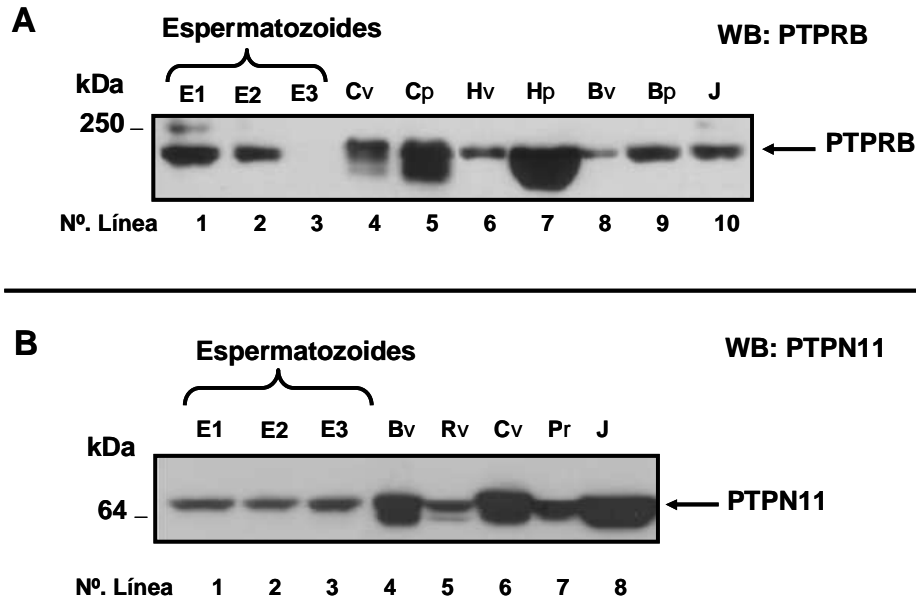 A
Espermatozoides
WB: PTPRB
kDa
E1 E2 E3 Cv Cp Hv Hp Bv Bp J
250
PTPRB
Nº. Línea 1 2 3 4 5 6 7 8 9 10
B
Espermatozoides
WB: PTPN11
E1 E2 E3 Bv Rv Cv Pr J
kDa
64
PTPN11
Nº. Línea 1 2 3 4 5 6 7 8